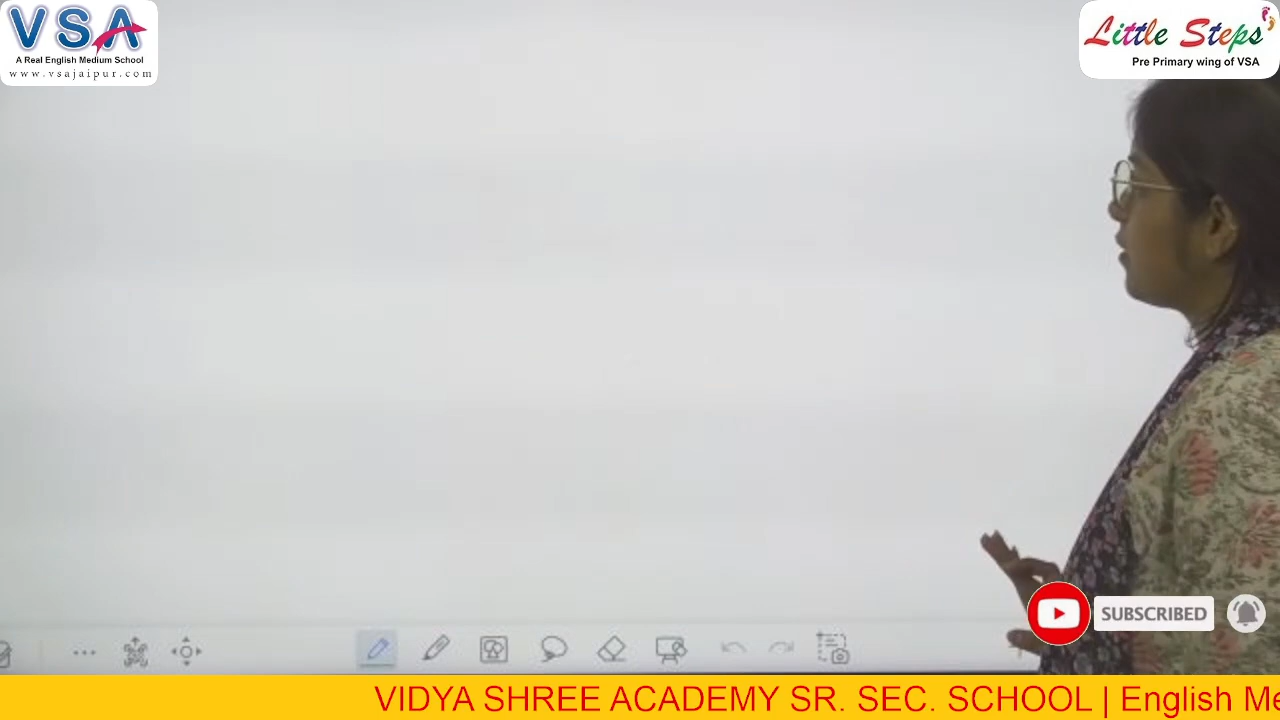 VSA
A Real English Medium School
www.vsajaipur.com
Little Steps
Pre Primary wing of VSA
SUBSCRIBED
VIDYA SHREE ACADEMY SR. SEC. SCHOOL | English Me